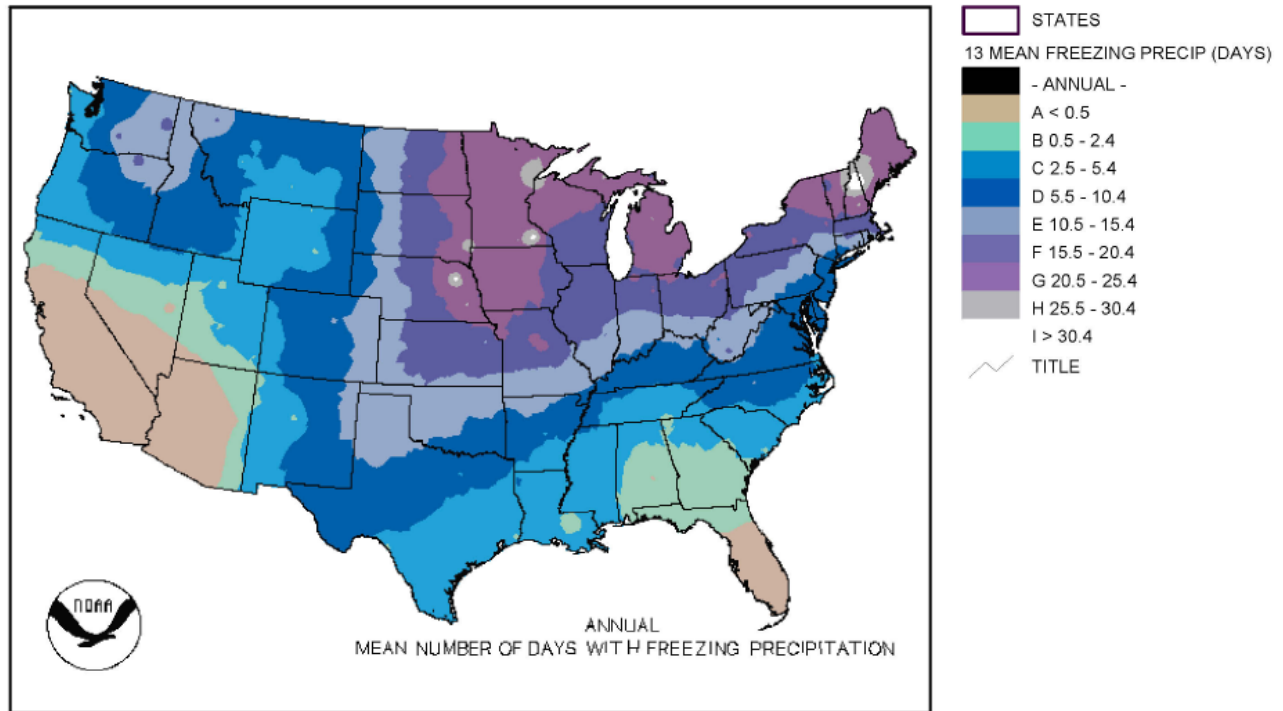 STATES
13 MEAN FREEZING PRECIP (DAYS)
- ANNUAL -
A < 0.5
B 0.5 - 2.4
C 2.5 - 5.4
D 5.5 - 10.4
E 10.5 - 15.4
F 15.5 - 20.4
G 20.5 - 25.4
H 25.5 - 30.4
I > 30.4
TITLE
NOAA
ANNUAL
MEAN NUMBER OF DAYS WITH FREEZING PRECIPITATION